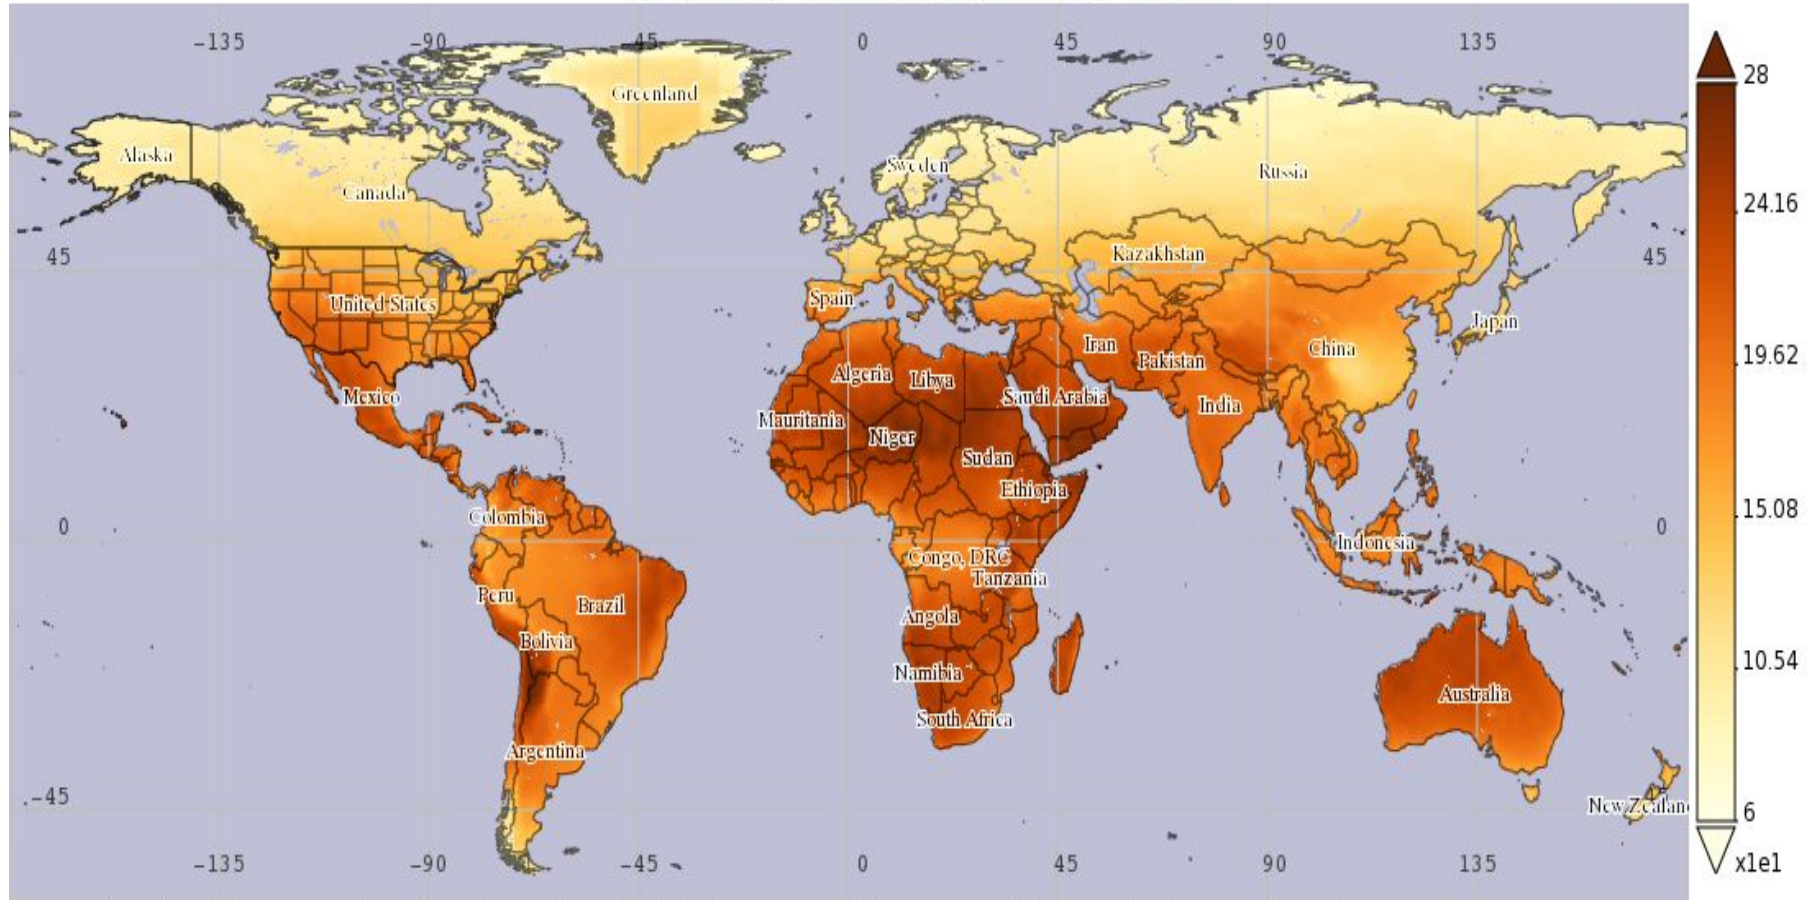 -135 -90 -45 0 45 90 135
28
Greenland
Alaska
Sweden
Russia
Canada
24.16
45 45
Kazakhstan
Spain
United States
Japan
Iran
China
Pakistan
19.62
Algeria
Libya
Mexico
Saudi Arabia
India
Mauritania
Niger
Sudan
Ethiopia
15.08
Colombia
0 0
Indonesia
Congo, DRC
Tanzania
Peru
Brazil
Angola
Bolivia
10.54
Namibia
Australia
South Africa
Argentina
-45
New Zealan
6
-135 -90 -45 0 45 90 135
x1e1